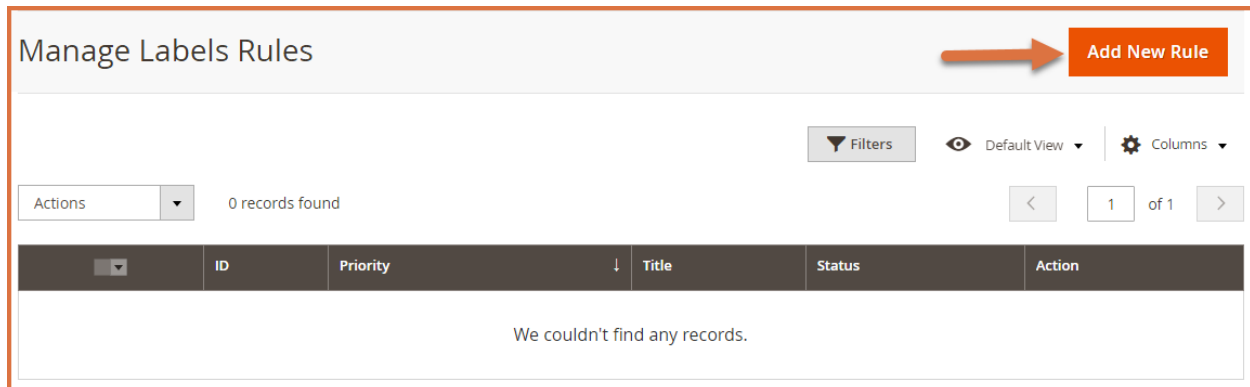 Manage Labels Rules
Add New Rule
Filters
Default View
Columns
Actions
0 records found
1
of 1
ID
Priority
↓
Title
Status
Action
We couldn't find any records.